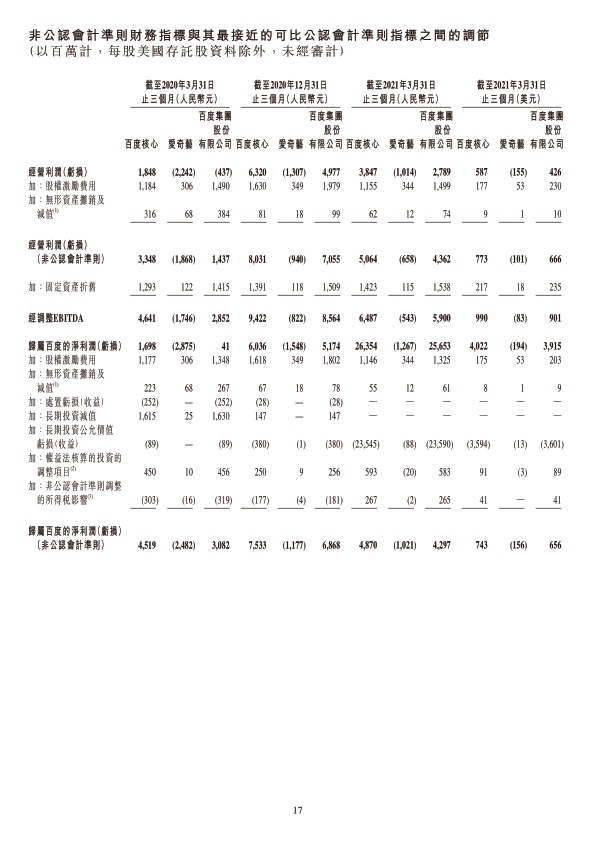 非公認會計準則財務指標與其最接近的可比公認會計準則指標之間的調節
(以百萬計，每股美國存託股資料除外，未經審計)
截至2020年3月31日 截至2020年12月31日 截至2021年3月31日 截至2021年3月31日
止三個月(人民幣元) 止三個月(人民幣元) 止三個月(人民幣元) 止三個月(美元)
百度集團 百度集團 百度集團 百度集團
股份 股份 股份 股份
百度核心 愛奇藝 有限公司 百度核心 愛奇藝 有限公司 百度核心 愛奇藝 有限公司 百度核心 愛奇藝 有限公司
經營利潤(虧損) 1,848 (2,242) (437) 6,320 (1,307) 4,977 3,847 (1,014) 2,789 587 (155) 426
加：股權激勵費用 1,184 306 1,490 1,630 349 1,979 1,155 344 1,499 177 53 230
加：無形資產攤銷及
減值(1) 316 68 384 81 18 99 62 12 74 9 1 10
經營利潤(虧損)
(非公認會計準則) 3,348 (1,868) 1,437 8,031 (940) 7,055 5,064 (658) 4,362 773 (101) 666
加：固定資產折舊 1,293 122 1,415 1,391 118 1,509 1,423 115 1,538 217 18 235
經調整EBITDA 4,641 (1,746) 2,852 9,422 (822) 8,564 6,487 (543) 5,900 990 (83) 901
歸屬百度的淨利潤(虧損) 1,698 (2,875) 41 6,036 (1,548) 5,174 26,354 (1,267) 25,653 4,022 (194) 3,915
加：股權激勵費用 1,177 306 1,348 1,618 349 1,802 1,146 344 1,325 175 53 203
加：無形資產攤銷及
減值(1) 223 68 267 67 18 78 55 12 61 8 1 9
加：處置虧損(收益) (252) — (252) (28) — (28) — — — — — —
加：長期投資減值 1,615 25 1,630 147 — 147 — — — — — —
加：長期投資公允價值
虧損(收益) (89) — (89) (380) (1) (380) (23,545) (88) (23,590) (3,594) (13) (3,601)
加：權益法核算的投資的
調整項目(2) 450 10 456 250 9 256 593 (20) 583 91 (3) 89
加：非公認會計準則調整
的所得稅影響(3) (303) (16) (319) (177) (4) (181) 267 (2) 265 41 — 41
歸屬百度的淨利潤(虧損)
(非公認會計準則) 4,519 (2,482) 3,082 7,533 (1,177) 6,868 4,870 (1,021) 4,297 743 (156) 656
17